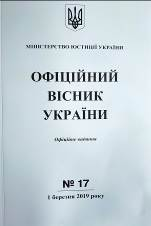 МІНІСТЕРСТВО ЮСТИЦІЇ УКРАЇНИ
ОФІЦІЙНИЙ
ВІСНИК
УКРАЇНИ
Офіційне видання
№ 17
1 березня 2019 року